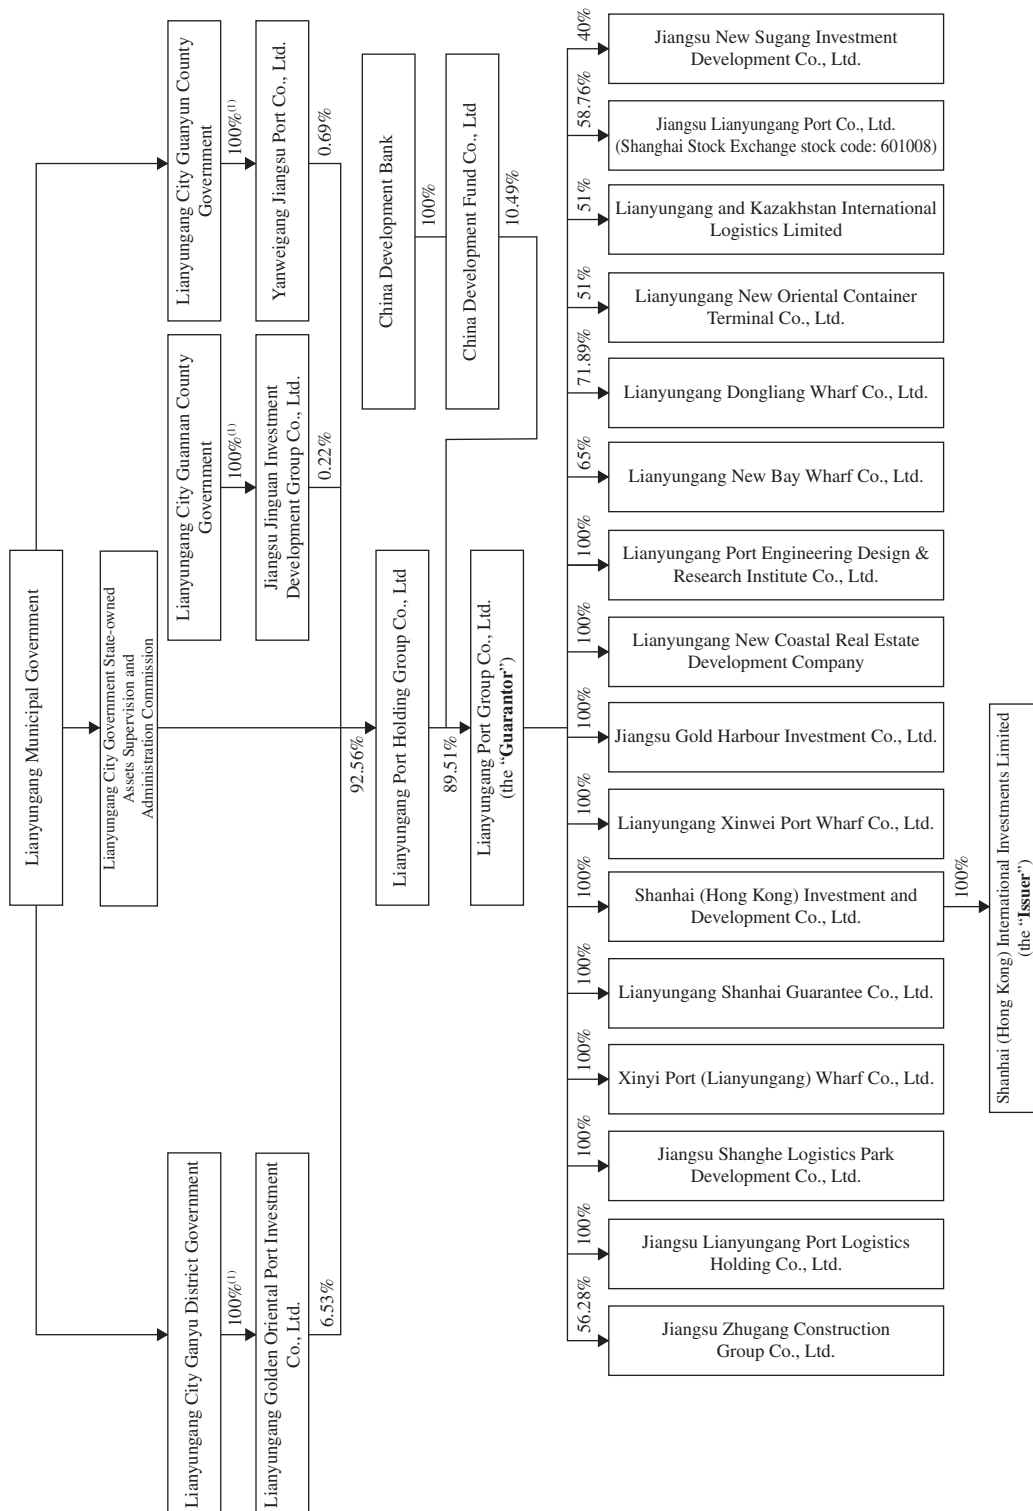 Lianyungang Municipal Government
Lianyungang City Government State-owned
Assets Supervision and
Administration Commission
Lianyungang City Ganyu District Government
100%(1)
Lianyungang Golden Oriental Port Investment
Co., Ltd.
6.53%
Lianyungang City Guannan County
Government
100%(1)
Jiangsu Jinguan Investment
Development Group Co., Ltd.
0.22%
Lianyungang City Guanyun County
Government
100%(1)
Yanweigang Jiangsu Port Co., Ltd.
0.69%
92.56%
Lianyungang Port Holding Group Co., Ltd
China Development Bank
100%
China Development Fund Co., Ltd
10.49%
89.51%
Lianyungang Port Group Co., Ltd.
(the “Guarantor”)
56.28%
Jiangsu Zhugang Construction
Group Co., Ltd.
100%
Jiangsu Lianyungang Port Logistics
Holding Co., Ltd.
100%
Jiangsu Shanghe Logistics Park
Development Co., Ltd.
100%
Xinyi Port (Lianyungang) Wharf Co., Ltd.
100%
Lianyungang Shanhai Guarantee Co., Ltd.
100%
Shanhai (Hong Kong) Investment and
Development Co., Ltd.
100%
Lianyungang Xinwei Port Wharf Co., Ltd.
100%
Jiangsu Gold Harbour Investment Co., Ltd.
100%
Lianyungang New Coastal Real Estate
Development Company
100%
Lianyungang Port Engineering Design &
Research Institute Co., Ltd.
65%
Lianyungang New Bay Wharf Co., Ltd.
71.89%
Lianyungang Dongliang Wharf Co., Ltd.
51%
Lianyungang New Oriental Container
Terminal Co., Ltd.
51%
Lianyungang and Kazakhstan International
Logistics Limited
58.76%
Jiangsu Lianyungang Port Co., Ltd.
(Shanghai Stock Exchange stock code: 601008)
40%
Jiangsu New Sugang Investment
Development Co., Ltd.
100%
Shanhai (Hong Kong) International Investments Limited
(the “Issuer”)